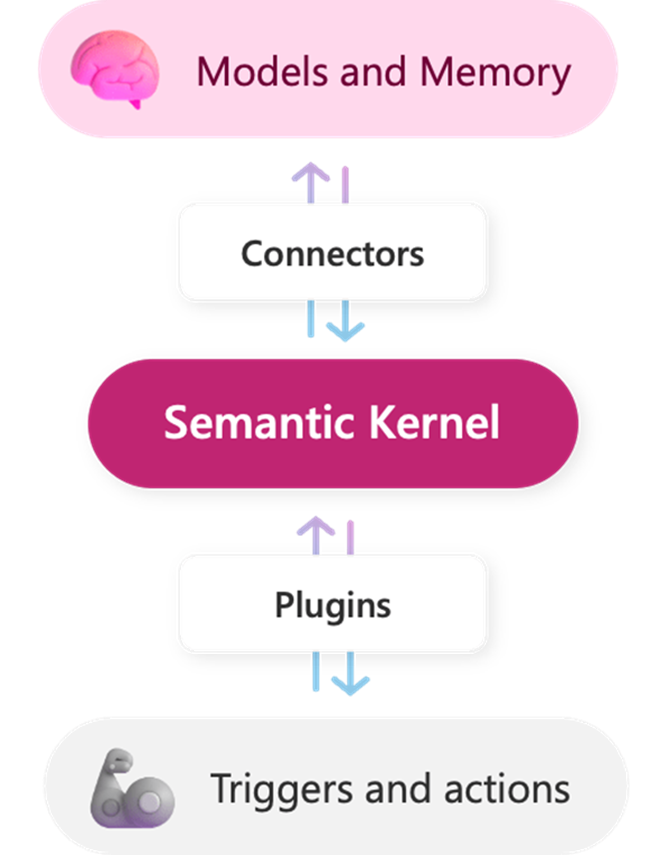 Models and Memory
Connectors
Semantic Kernel
Plugins
Triggers and actions